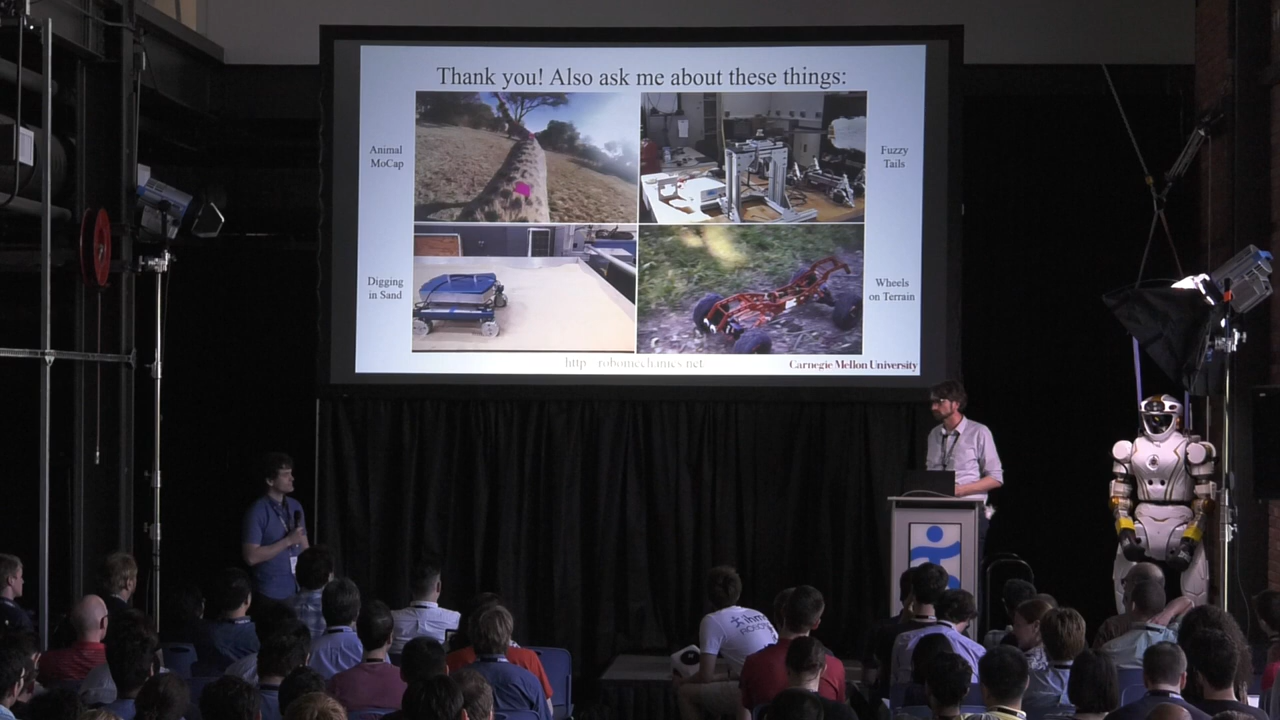 Thank you! Also ask me about these things:
Animal
MoCap
Fuzzy
Tails
Digging
in Sand
Wheels
on Terrain
Carnegie Mellon University
ihmc